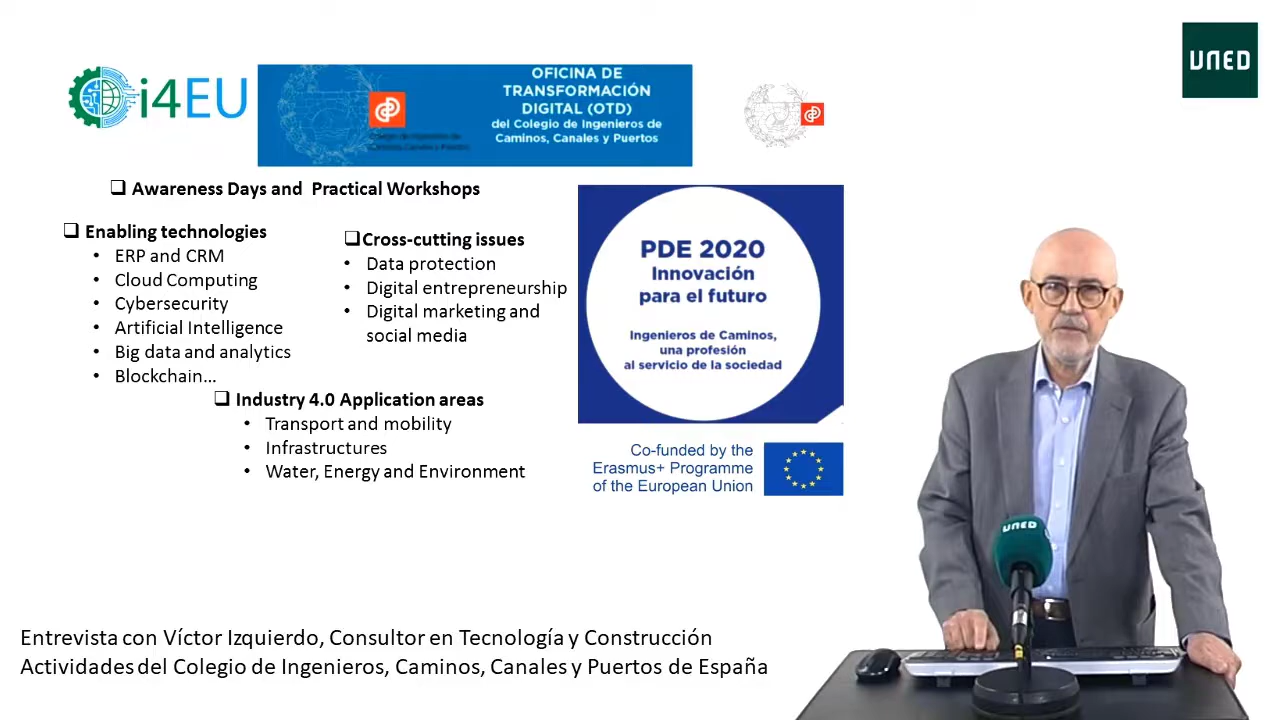 i4EU
OFICINA DE
TRANSFORMACIÓN
DIGITAL (OTD)
del Colegio de Ingenieros de
Caminos, Canales y Puertos
UNED
❑ Awareness Days and Practical Workshops
❑ Enabling technologies
• ERP and CRM
• Cloud Computing
• Cybersecurity
• Artificial Intelligence
• Big data and analytics
• Blockchain...
❑Cross-cutting issues
• Data protection
• Digital entrepreneurship
• Digital marketing and
social media
❑ Industry 4.0 Application areas
• Transport and mobility
• Infrastructures
• Water, Energy and Environment
PDE 2020
Innovación
para el futuro
Ingenieros de Caminos,
una profesión
al servicio de la sociedad
Co-funded by the
Erasmus+ Programme
of the European Union
UNED
Entrevista con Víctor Izquierdo, Consultor en Tecnología y Construcción
Actividades del Colegio de Ingenieros, Caminos, Canales y Puertos de España